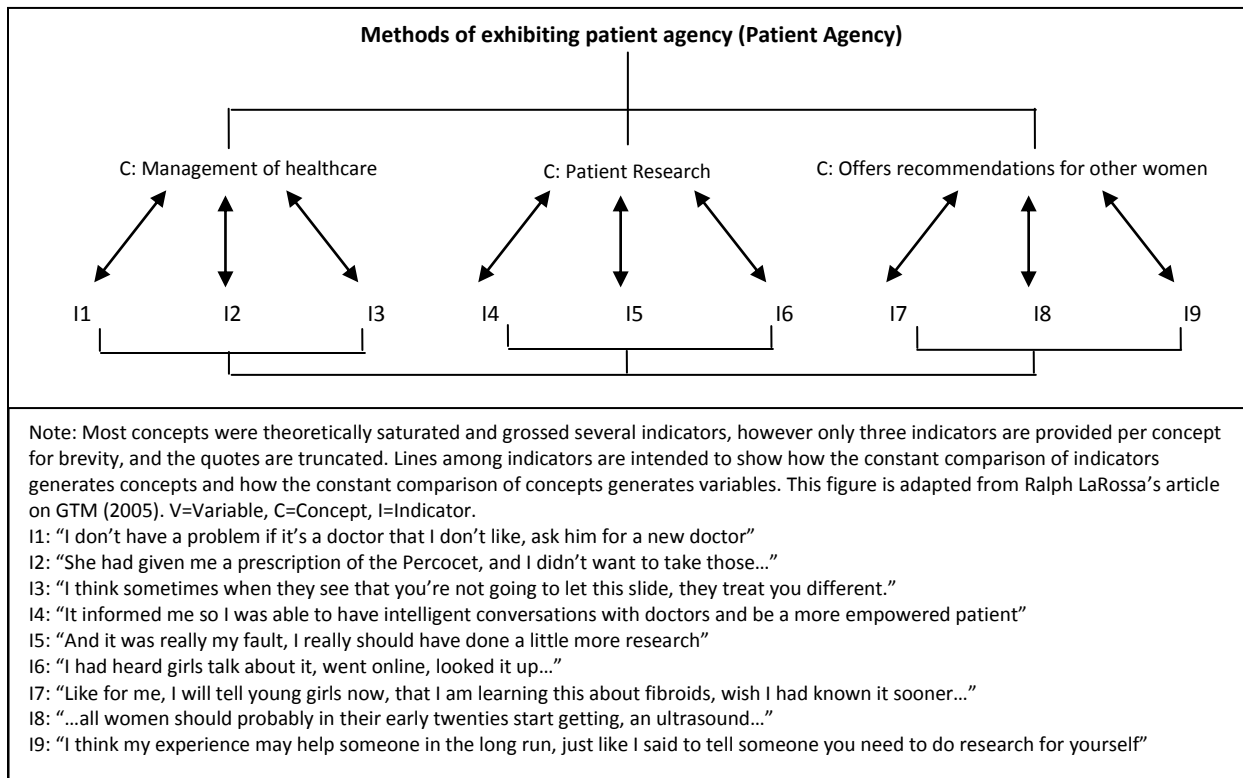 Methods of exhibiting patient agency (Patient Agency)
C: Management of healthcare
C: Patient Research
C: Offers recommendations for other women
I1
I2
I3
I4
I5
I6
I7
I8
I9
Note: Most concepts were theoretically saturated and grossed several indicators, however only three indicators are provided per concept
for brevity, and the quotes are truncated. Lines among indicators are intended to show how the constant comparison of indicators
generates concepts and how the constant comparison of concepts generates variables. This figure is adapted from Ralph LaRossa’s article
on GTM (2005). V=Variable, C=Concept, I=Indicator.
I1: “I don’t have a problem if it’s a doctor that I don’t like, ask him for a new doctor”
I2: “She had given me a prescription of the Percocet, and I didn’t want to take those…”
I3: “I think sometimes when they see that you’re not going to let this slide, they treat you different.”
I4: “It informed me so I was able to have intelligent conversations with doctors and be a more empowered patient”
I5: “And it was really my fault, I really should have done a little more research”
I6: “I had heard girls talk about it, went online, looked it up…”
I7: “Like for me, I will tell young girls now, that I am learning this about fibroids, wish I had known it sooner…”
I8: “…all women should probably in their early twenties start getting, an ultrasound…”
I9: “I think my experience may help someone in the long run, just like I said to tell someone you need to do research for yourself”